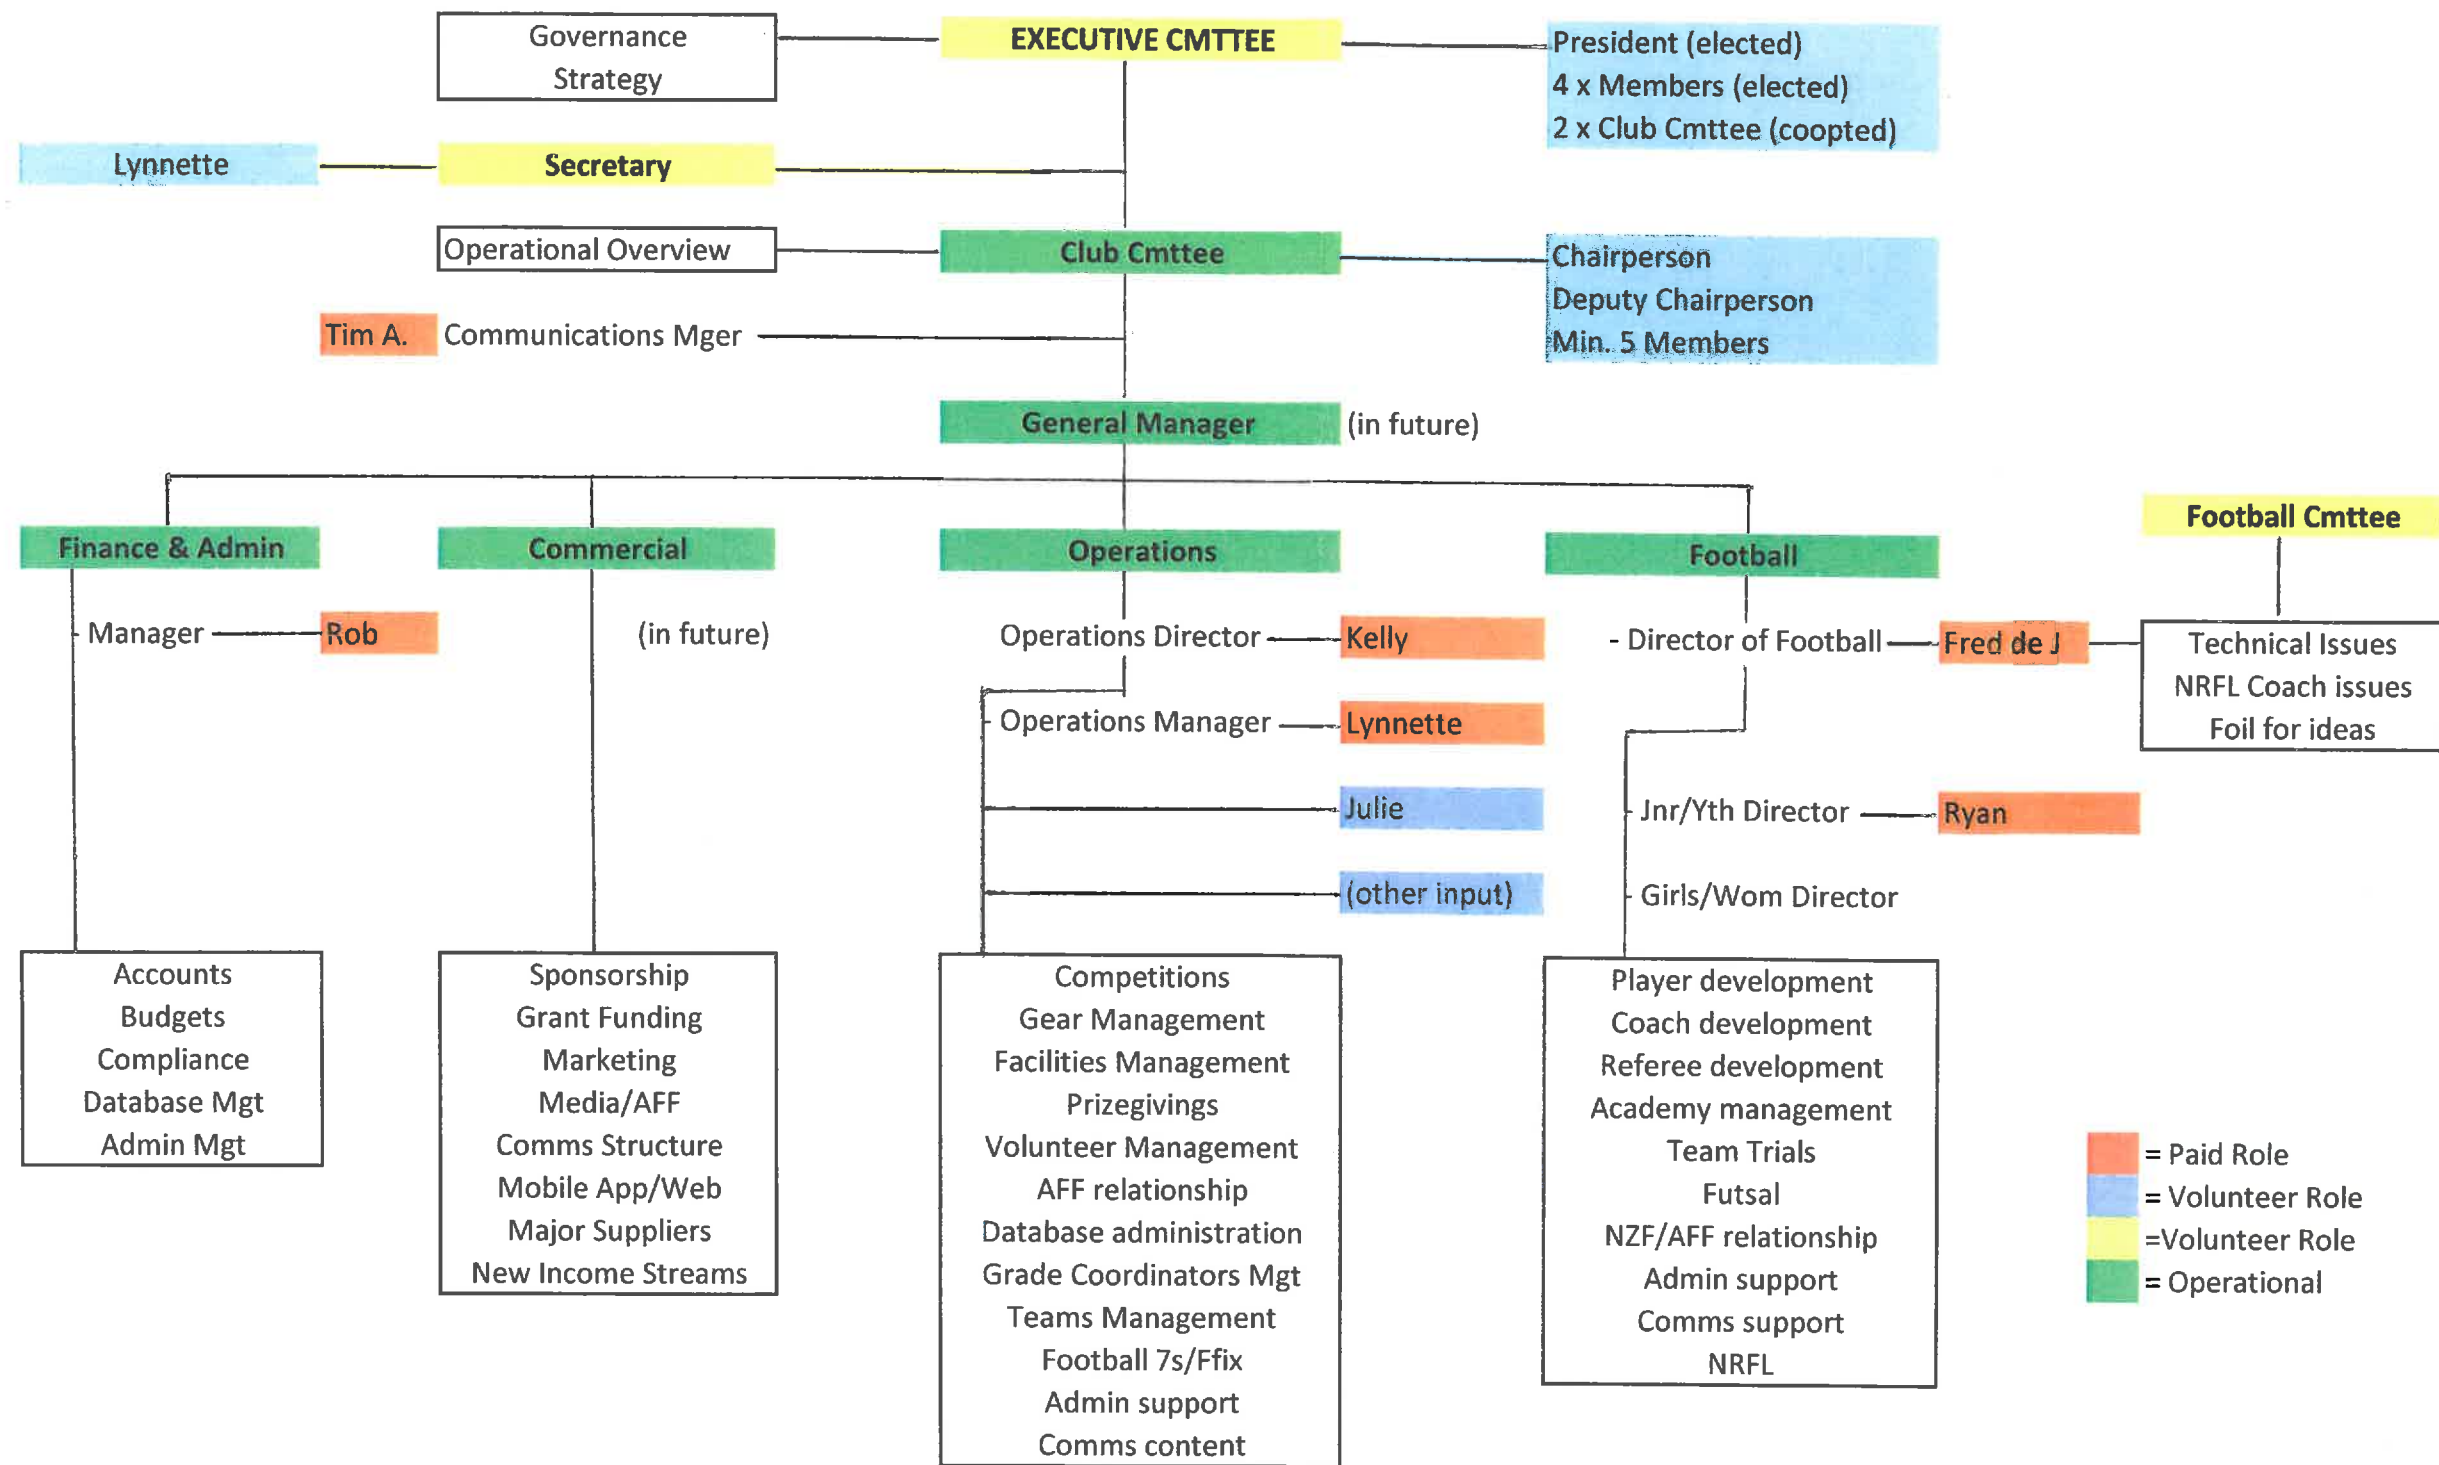 Governance
Strategy
EXECUTIVE CMTTEE
President (elected)
4 x Members (elected)
2 x Club Cmttee (coopted)
Lynnette
Secretary
Operational Overview
Club Cmttee
Chairperson
Deputy Chairperson
Min. 5 Members
Tim A.
Communications Mger
General Manager
(in future)
Finance & Admin
Commercial
Operations
Football
Football Cmttee
- Manager
Rob
(in future)
Operations Director
Kelly
- Director of Football
Fred de J
Technical Issues
NRFL Coach issues
Foil for ideas
- Operations Manager
Lynnette
Julie
- Jnr/Yth Director
Ryan
(other input)
- Girls/Wom Director
Accounts
Budgets
Compliance
Database Mgt
Admin Mgt
Sponsorship
Grant Funding
Marketing
Media/AFF
Comms Structure
Mobile App/Web
Major Suppliers
New Income Streams
Competitions
Gear Management
Facilities Management
Prizegivings
Volunteer Management
AFF relationship
Database administration
Grade Coordinators Mgt
Teams Management
Football 7s/Ffix
Admin support
Comms content
Player development
Coach development
Referee development
Academy management
Team Trials
Futsal
NZF/AFF relationship
Admin support
Comms support
NRFL
= Paid Role
= Volunteer Role
=Volunteer Role
= Operational